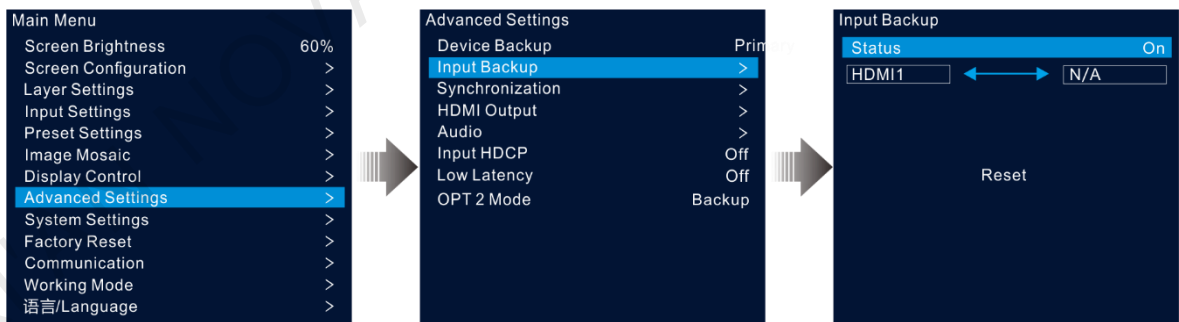 Main Menu
Screen Brightness 60%
Screen Configuration >
Layer Settings >
Input Settings >
Preset Settings >
Image Mosaic >
Display Control >
Advanced Settings >
System Settings >
Factory Reset >
Communication >
Working Mode >
语言/Language >
Advanced Settings
Device Backup Primary
Input Backup >
Synchronization >
HDMI Output >
Audio >
Input HDCP Off
Low Latency Off
OPT 2 Mode Backup
Input Backup
Status On
HDMI1 N/A
Reset